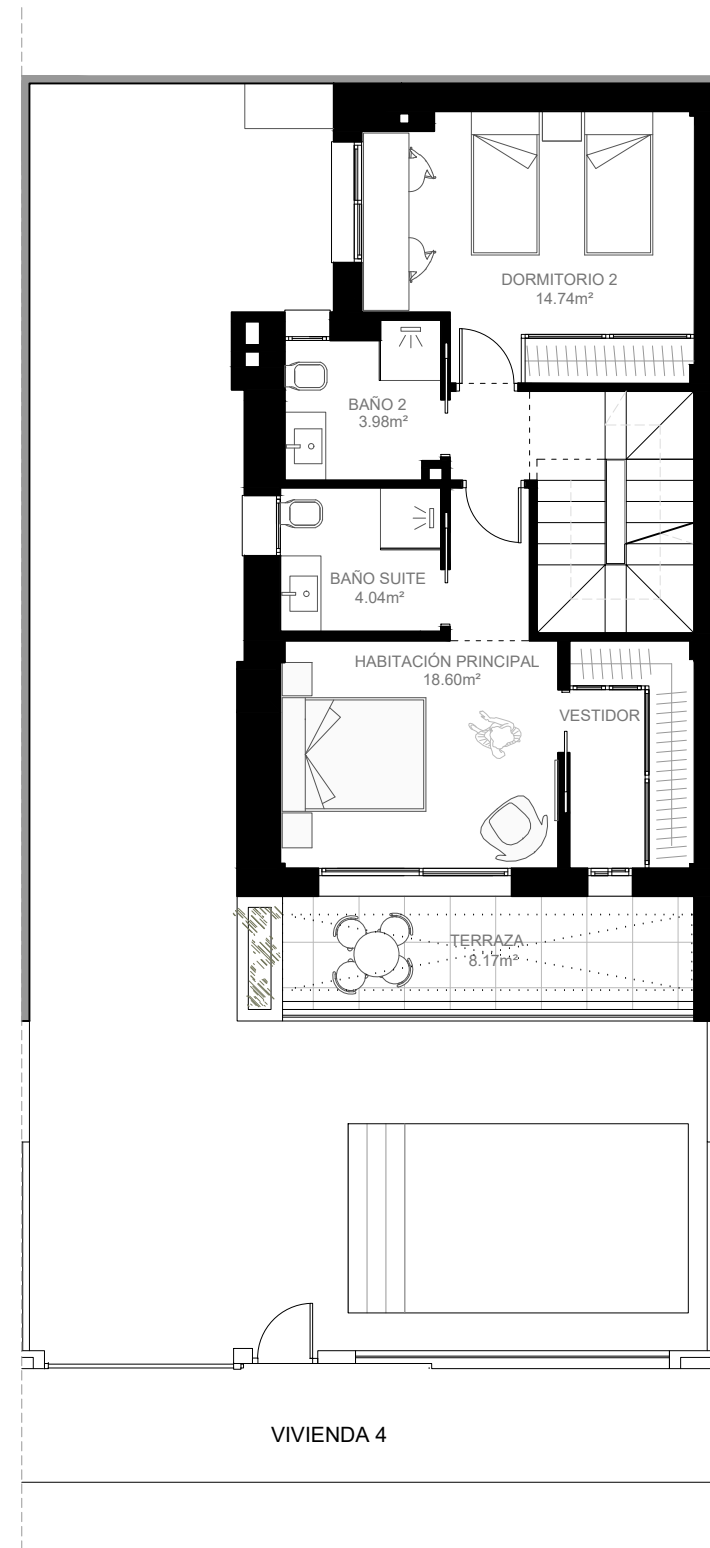 DORMITORIO 2
14.74m²
BAÑO 2
3.98m²
BAÑO SUITE
4.04m²
HABITACIÓN PRINCIPAL
18.60m²
VESTIDOR
TERRAZA
8.17m²
VIVIENDA 4